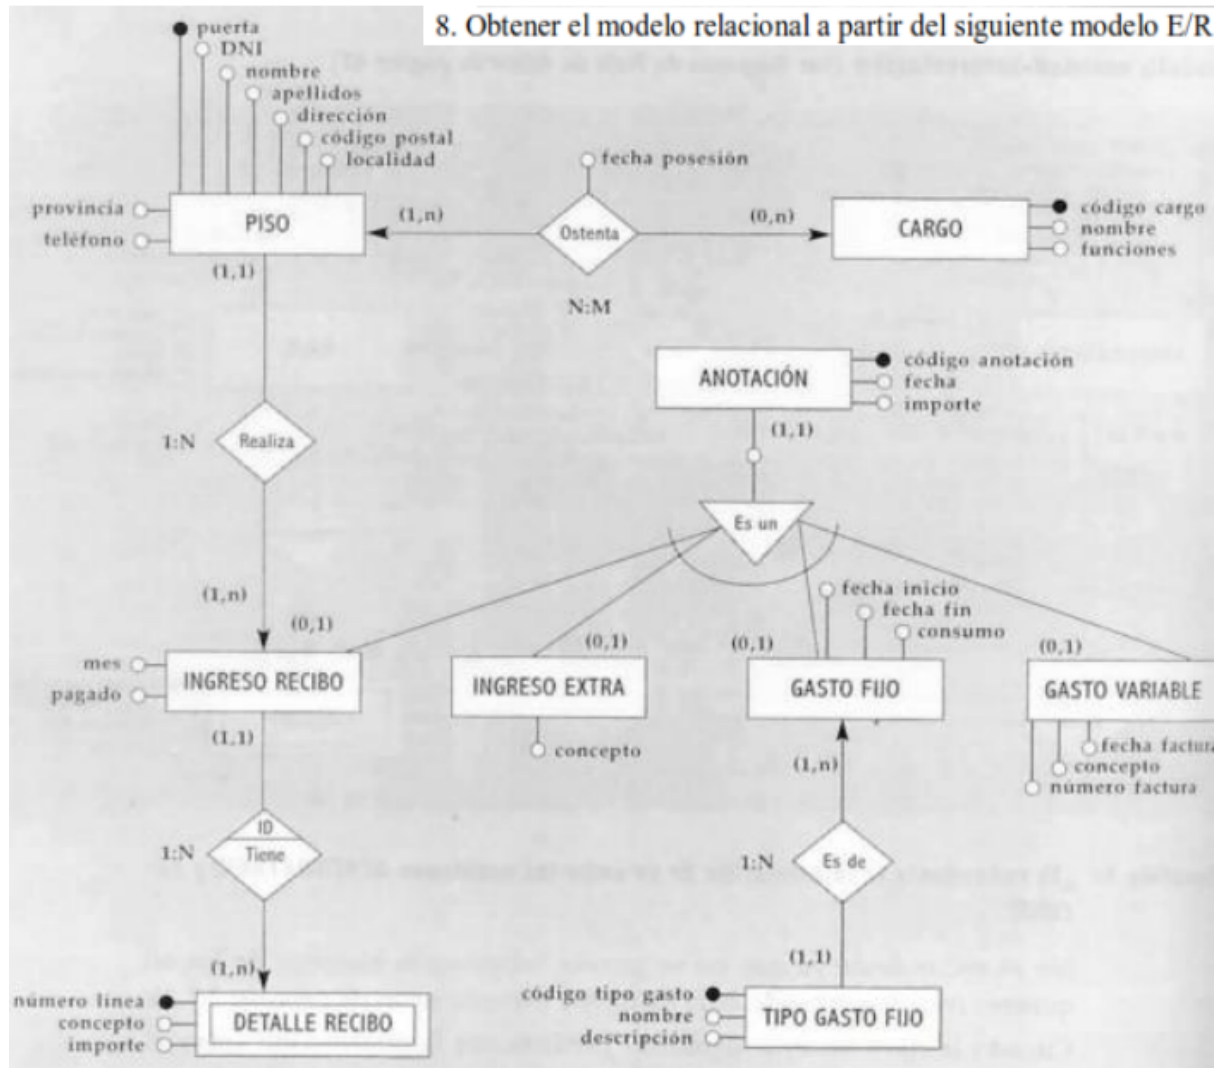 8. Obtener el modelo relacional a partir del siguiente modelo E/R
puerta
DNI
nombre
apellidos
dirección
código postal
localidad
provincia
teléfono
PISO
(1,n)
fecha posesión
Ostenta
N:M
(0,n)
CARGO
código cargo
nombre
funciones
(1,1)
1:N
Realiza
(1,n)
ANOTACIÓN
código anotación
fecha
importe
(1,1)
Es un
(0,1)
mes
pagado
INGRESO RECIBO
(0,1)
INGRESO EXTRA
concepto
(0,1)
fecha inicio
fecha fin
consumo
GASTO FIJO
(0,1)
GASTO VARIABLE
fecha factura
concepto
número factura
(1,1)
1:N
ID
Tiene
(1,n)
número línea
concepto
importe
DETALLE RECIBO
(1,n)
1:N
Es de
(1,1)
código tipo gasto
nombre
descripción
TIPO GASTO FIJO